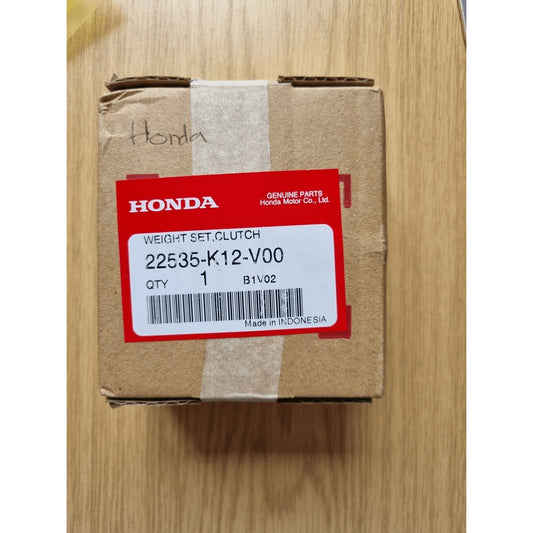 Honda
HONDA
GENUINE PARTS
Honda Motor Co., Ltd.
WEIGHT SET,CLUTCH
22535-K12-V00
QTY 1 B1V02
Made in INDONESIA